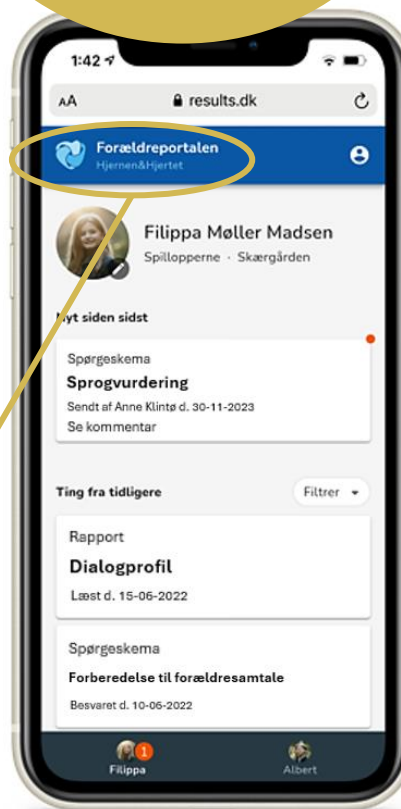 1:42
AA
results.dk
Forældreportalen
Hjernen&Hjertet
Filippa Møller Madsen
Spillopperne · Skærgården
Nyt siden sidst
Spørgeskema
Sprogvurdering
Sendt af Anne Klintø d. 30-11-2023
Se kommentar
Ting fra tidligere
Filtrer
Rapport
Dialogprofil
Læst d. 15-06-2022
Spørgeskema
Forberedelse til forældresamtale
Besvaret d. 10-06-2022
1
Filippa
Albert